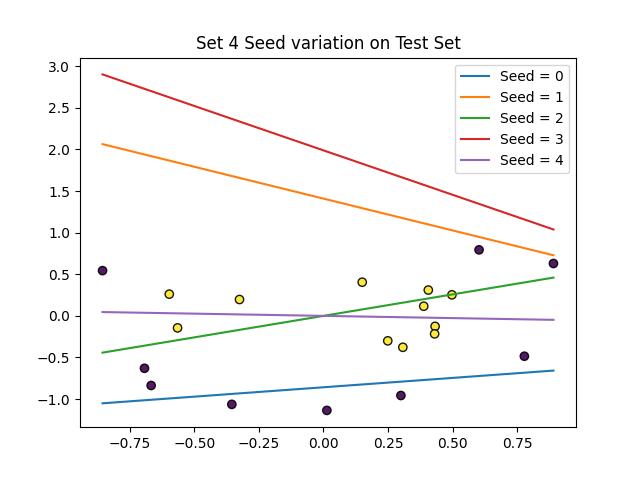 Set 4 Seed variation on Test Set
3.0
2.5
2.0
1.5
1.0
0.5
0.0
−0.5
−1.0
Seed = 0
Seed = 1
Seed = 2
Seed = 3
Seed = 4
−0.75 −0.50 −0.25 0.00 0.25 0.50 0.75